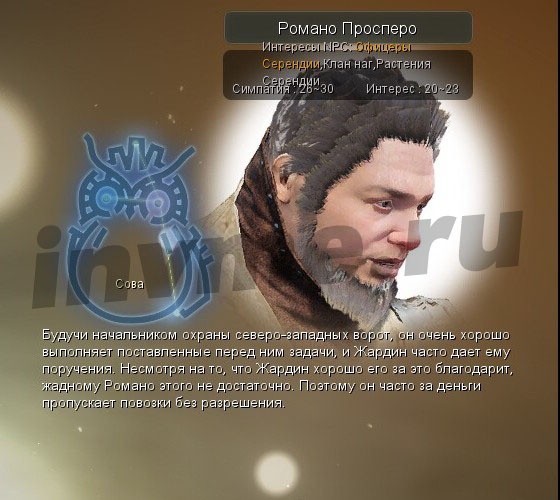 Романо Просперо
Интересы NPC: Офицеры
Серендии,Клан наг,Растения
Серендии
Симпатия : 26~30 Интерес : 20~23
invme.ru
Сова
Будучи начальником охраны северо-западных ворот, он очень хорошо
выполняет поставленные перед ним задачи, и Жардин часто дает ему
поручения. Несмотря на то, что Жардин хорошо его за это благодарит,
жадному Романо этого не достаточно. Поэтому он часто за деньги
пропускает повозки без разрешения.